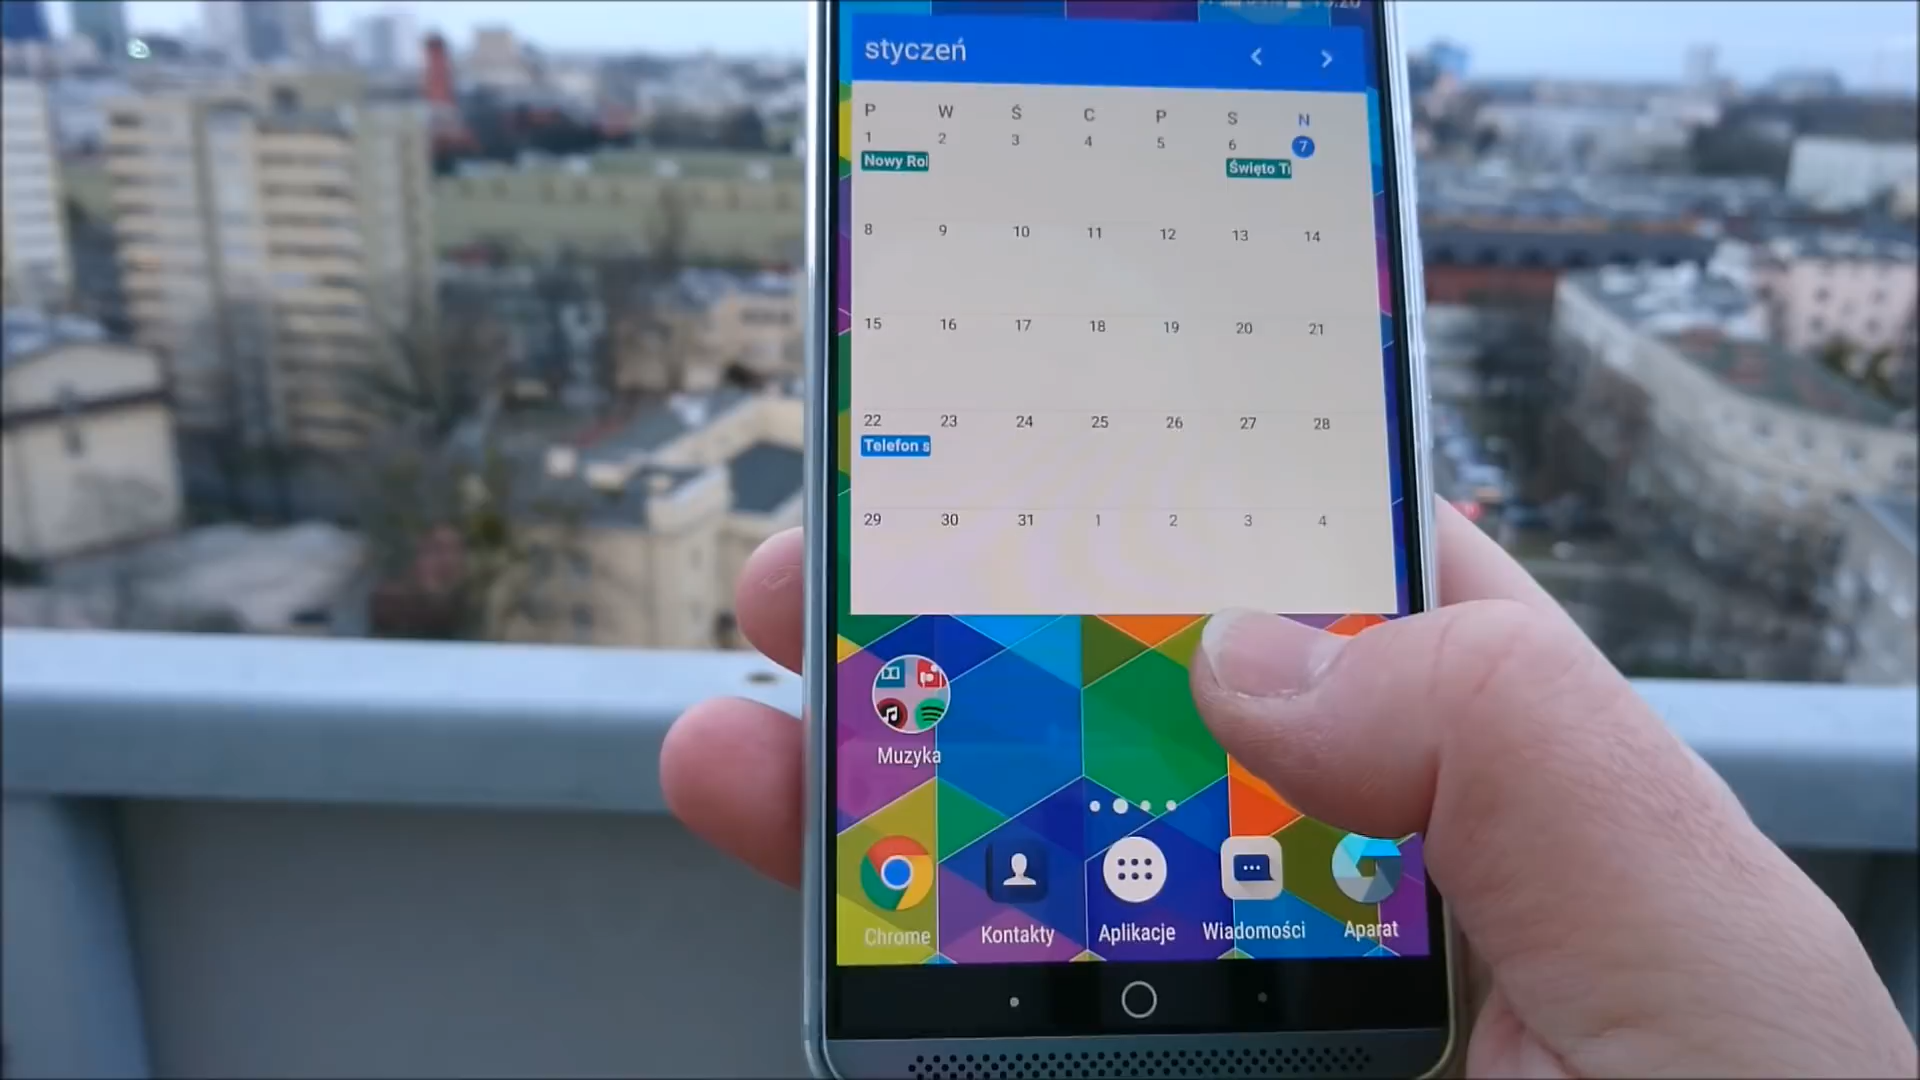 styczeń
P W Ś C P S N
1 2 3 4 5 6 7
Nowy Rol Święto Tr
8 9 10 11 12 13 14
15 16 17 18 19 20 21
22 23 24 25 26 27 28
Telefon s
29 30 31 1 2 3 4
Muzyka
Chrome Kontakty Aplikacje Wiadomości Aparat